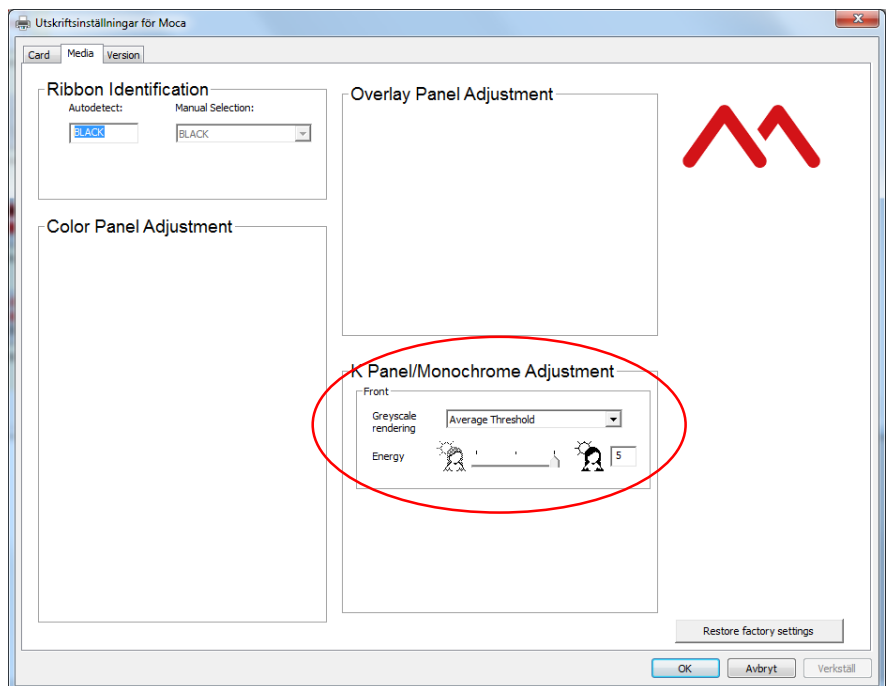 Utskriftsinställningar för Moca
Card Media Version
Ribbon Identification
Autodetect: Manual Selection:
BLACK BLACK
Overlay Panel Adjustment
Color Panel Adjustment
K Panel/Monochrome Adjustment
Front
Greyscale
rendering
Average Threshold
Energy
5
Restore factory settings
OK Avbryt Verkställ